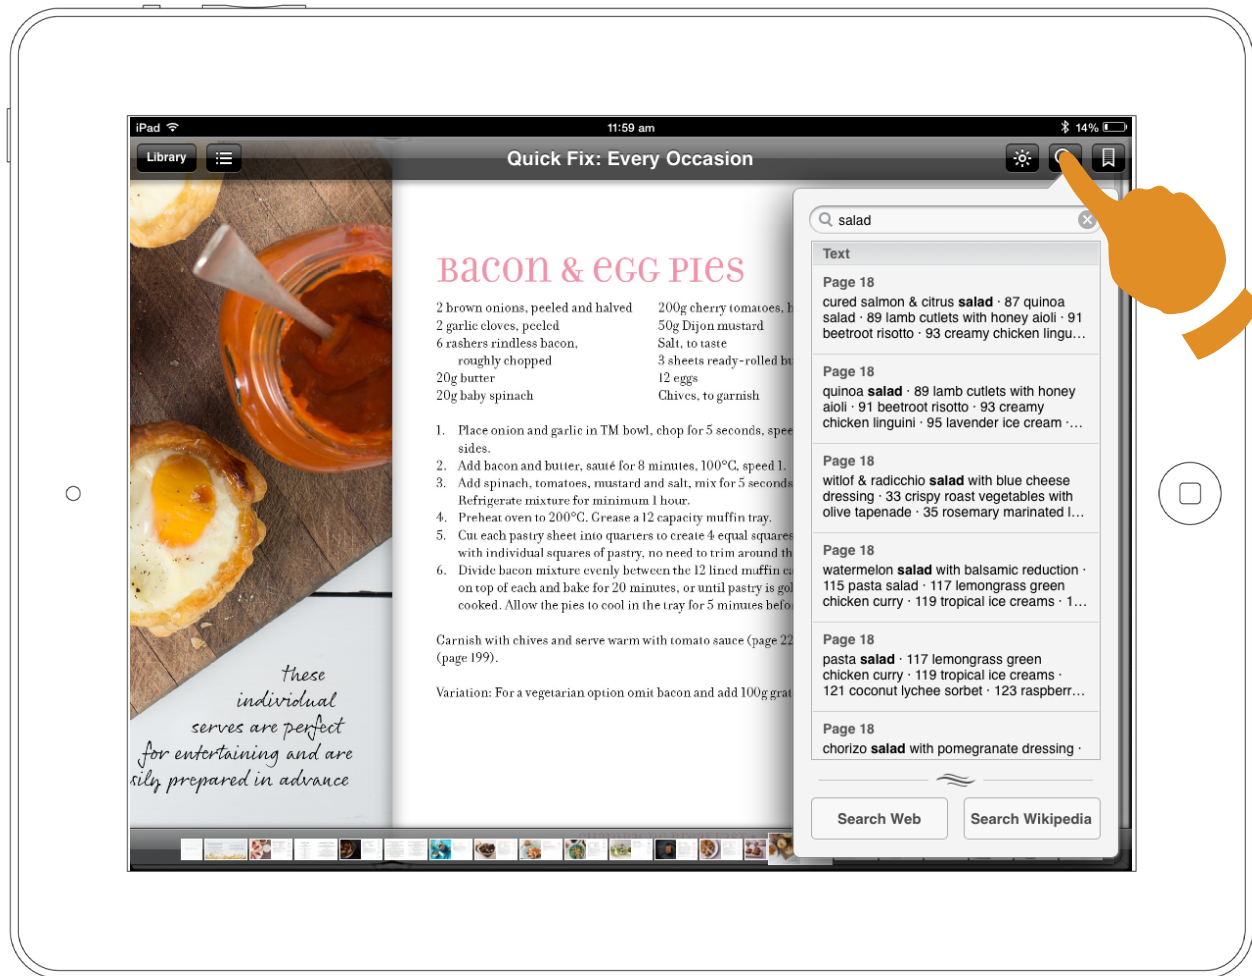 iPad
11:59 am
14%
Library
Quick Fix: Every Occasion
Bacon & egg pies
2 brown onions, peeled and halved
2 garlic cloves, peeled
6 rashers rindless bacon,
roughly chopped
20g butter
20g baby spinach
200g cherry tomatoes, h
50g Dijon mustard
Salt, to taste
3 sheets ready-rolled bu
12 eggs
Chives, to garnish
1. Place onion and garlic in TM bowl, chop for 5 seconds, spee
sides.
2. Add bacon and butter, sauté for 8 minutes, 100°C, speed 1.
3. Add spinach, tomatoes, mustard and salt, mix for 5 seconds
Refrigerate mixture for minimum 1 hour.
4. Preheat oven to 200°C. Grease a 12 capacity muffin tray.
5. Cut each pastry sheet into quarters to create 4 equal squares
with individual squares of pastry, no need to trim around th
6. Divide bacon mixture evenly between the 12 lined muffin ca
on top of each and bake for 20 minutes, or until pastry is gol
cooked. Allow the pies to cool in the tray for 5 minutes befo
Garnish with chives and serve warm with tomato sauce (page 22
(page 199).
Variation: For a vegetarian option omit bacon and add 100g grat
these
individual
serves are perfect
for entertaining and are
sily prepared in advance
salad
Text
Page 18
cured salmon & citrus salad · 87 quinoa
salad · 89 lamb cutlets with honey aioli · 91
beetroot risotto · 93 creamy chicken lingu...
Page 18
quinoa salad · 89 lamb cutlets with honey
aioli · 91 beetroot risotto · 93 creamy
chicken linguini · 95 lavender ice cream ·...
Page 18
witlof & radicchio salad with blue cheese
dressing · 33 crispy roast vegetables with
olive tapenade · 35 rosemary marinated l...
Page 18
watermelon salad with balsamic reduction ·
115 pasta salad · 117 lemongrass green
chicken curry · 119 tropical ice creams · 1...
Page 18
pasta salad · 117 lemongrass green
chicken curry · 119 tropical ice creams ·
121 coconut lychee sorbet · 123 raspberr...
Page 18
chorizo salad with pomegranate dressing ·
Search Web
Search Wikipedia